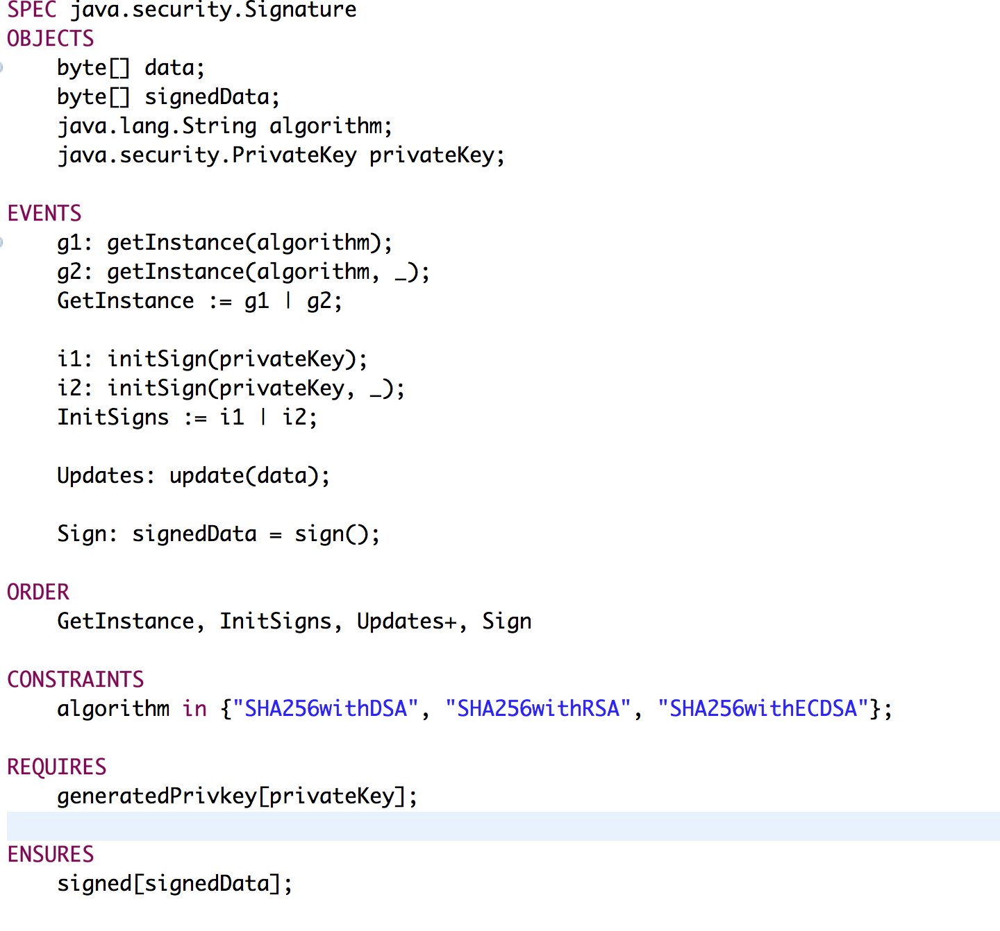 SPEC java.security.Signature
OBJECTS
byte[] data;
byte[] signedData;
java.lang.String algorithm;
java.security.PrivateKey privateKey;
EVENTS
g1: getInstance(algorithm);
g2: getInstance(algorithm, _);
GetInstance := g1 | g2;
i1: initSign(privateKey);
i2: initSign(privateKey, _);
InitSigns := i1 | i2;
Updates: update(data);
Sign: signedData = sign();
ORDER
GetInstance, InitSigns, Updates+, Sign
CONSTRAINTS
algorithm in {"SHA256withDSA", "SHA256withRSA", "SHA256withECDSA"};
REQUIRES
generatedPrivkey[privateKey];
ENSURES
signed[signedData];